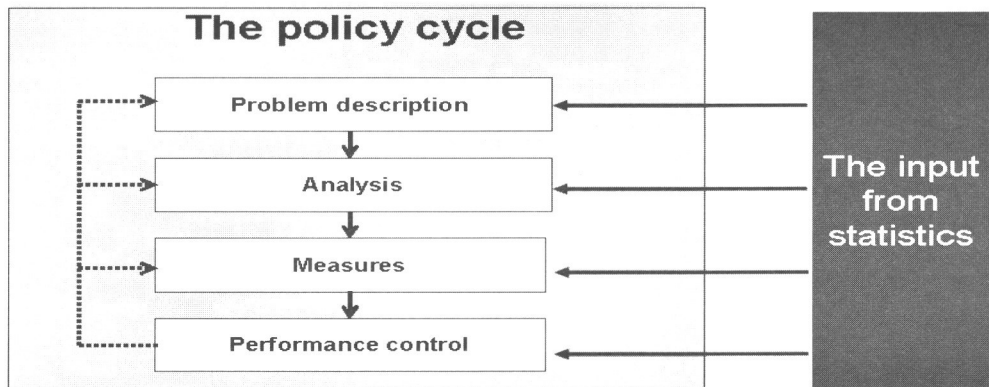 The policy cycle
Problem description
Analysis
Measures
Performance control
The input
from
statistics